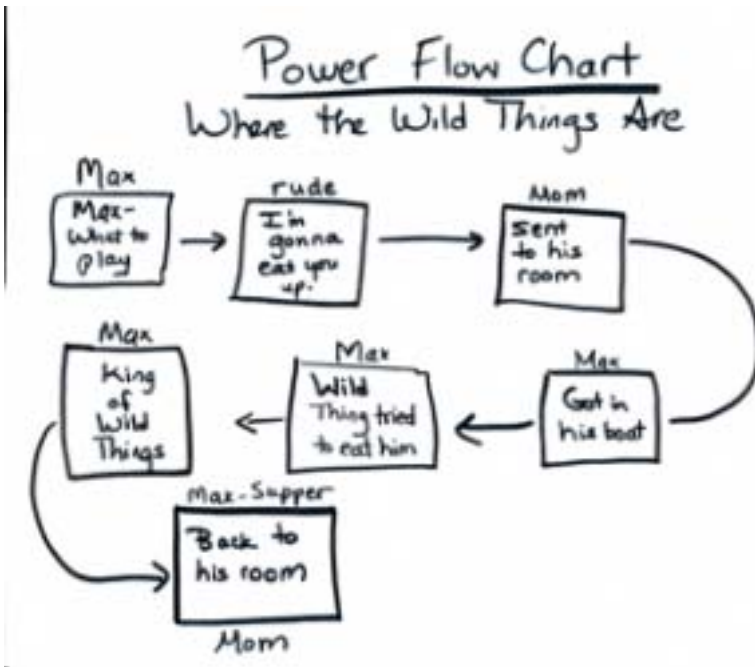 Power Flow Chart
Where the Wild Things Are
Max
Max-
What to
play
rude
I'm
gonna
eat you
up.
Mom
Sent
to his
room
Max
Got in
his boat
Max
Wild
Thing tried
to eat him
Max
King
of
Wild
Things
Max-Supper
Back to
his room
Mom